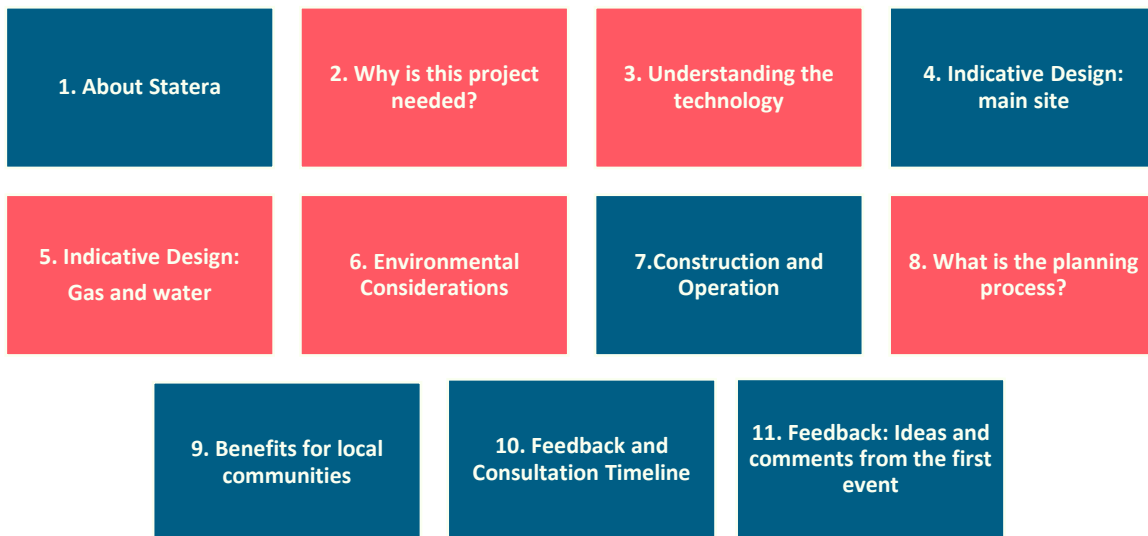 1. About Statera
2. Why is this project
needed?
3. Understanding the
technology
4. Indicative Design:
main site
5. Indicative Design:
Gas and water
6. Environmental
Considerations
7.Construction and
Operation
8. What is the planning
process?
9. Benefits for local
communities
10. Feedback and
Consultation Timeline
11. Feedback: Ideas and
comments from the first
event